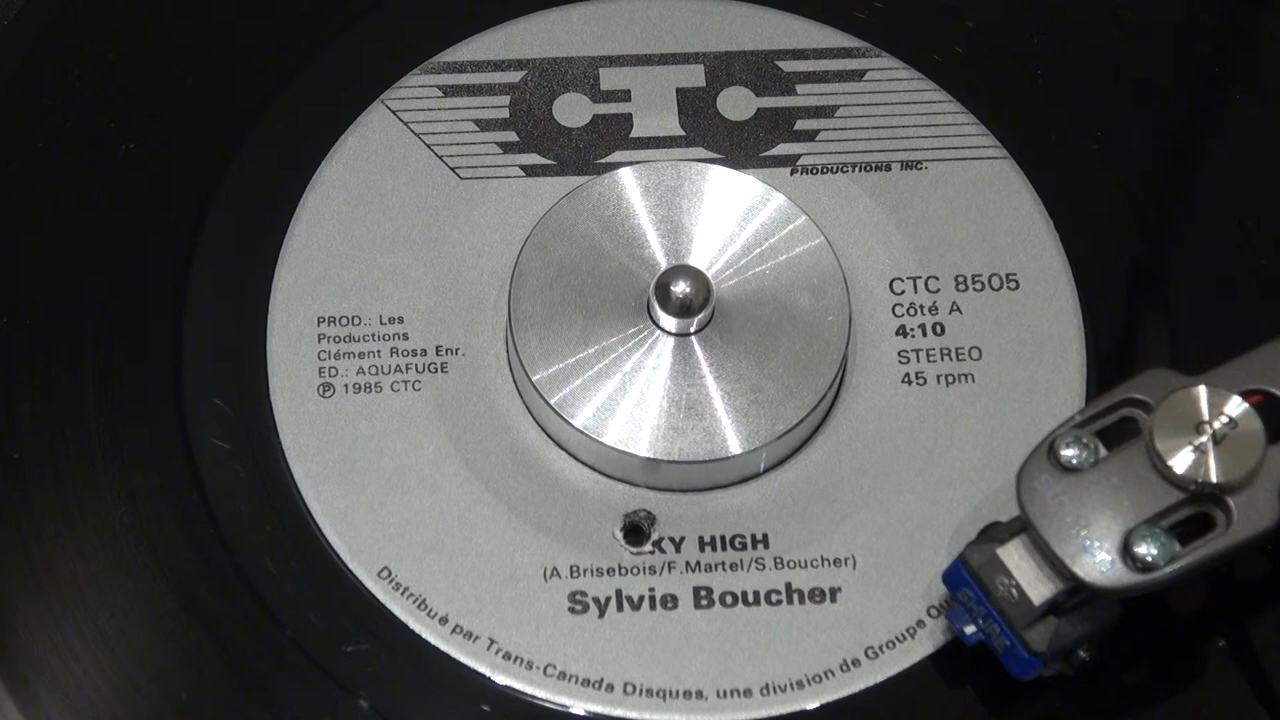 CTC
PRODUCTIONS INC.
PROD.: Les
Productions
Clément Rosa Enr.
ED.: AQUAFUGE
℗ 1985 CTC
CTC 8505
Côté A
4:10
STEREO
45 rpm
HIGH
(A.Brisebois/F.Martel/S.Boucher)
Sylvie Boucher
Distribué par Trans-Canada Disques, une division de Groupe